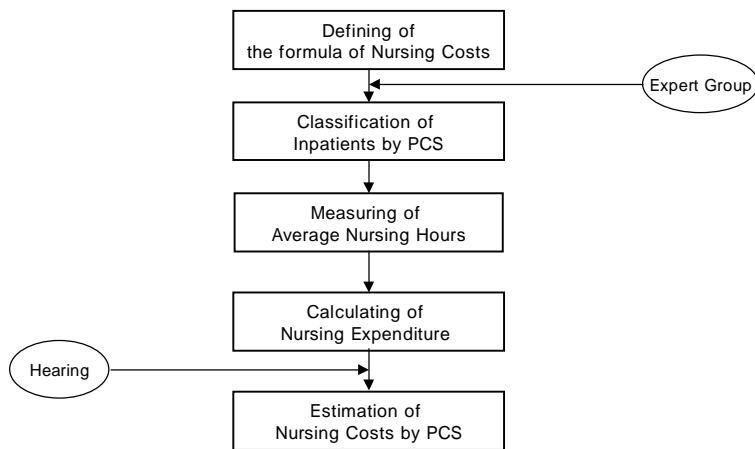 Defining of
the formula of Nursing Costs
Expert Group
Classification of
Inpatients by PCS
Measuring of
Average Nursing Hours
Calculating of
Nursing Expenditure
Hearing
Estimation of
Nursing Costs by PCS